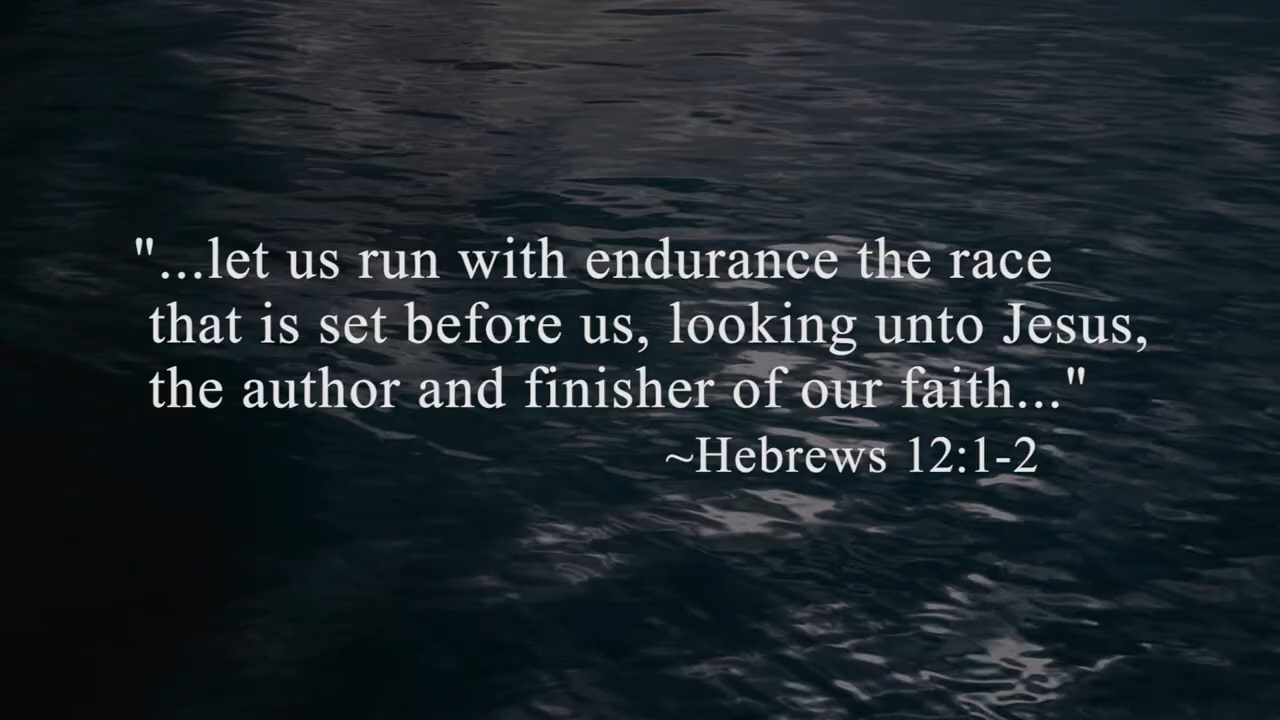 "...let us run with endurance the race
that is set before us, looking unto Jesus,
the author and finisher of our faith..."
~Hebrews 12:1-2